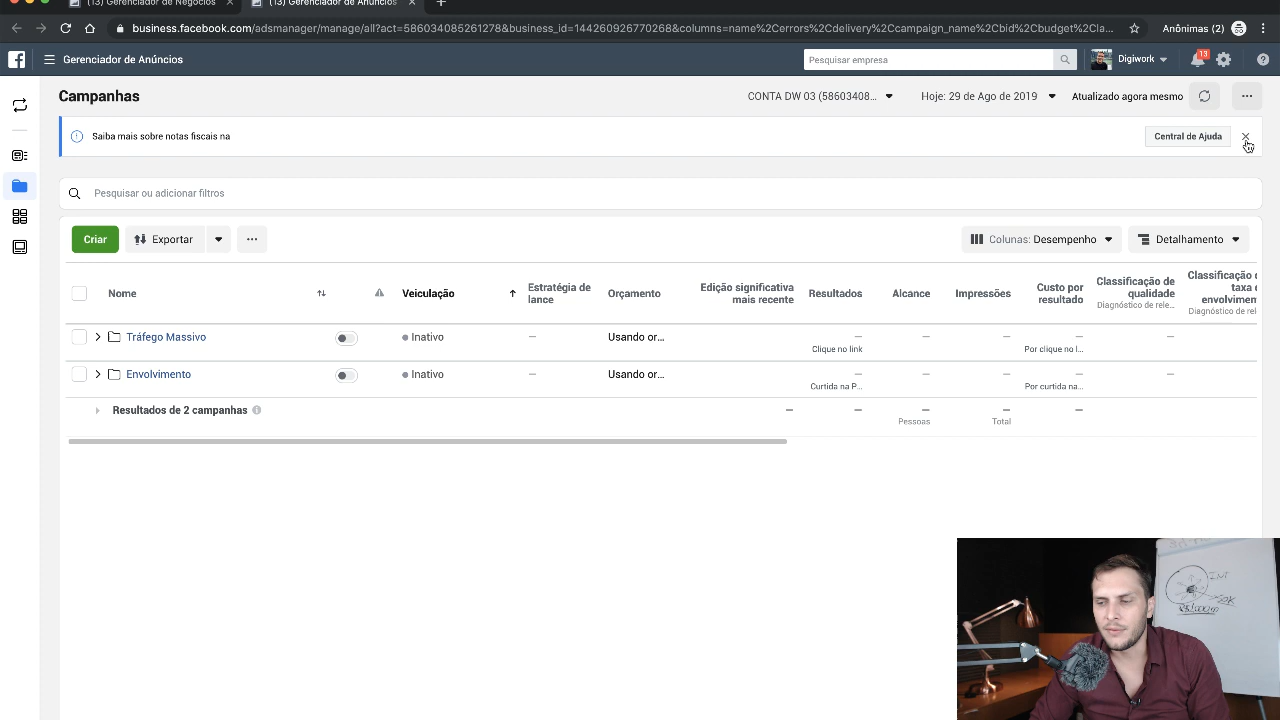 (13) Gerenciador de Negócios
(13) Gerenciador de Anúncios
business.facebook.com/adsmanager/manage/all?act=586034085261278&business_id=144260926770268&columns=name%2Cerrors%2Cdelivery%2Ccampaign_name%2Cbid%2Cbudget%2Cla...
Anônimas (2)
Gerenciador de Anúncios
Pesquisar empresa
Digiwork
13
Campanhas
CONTA DW 03 (58603408...
Hoje: 29 de Ago de 2019
Atualizado agora mesmo
Saiba mais sobre notas fiscais na
Central de Ajuda
Pesquisar ou adicionar filtros
Criar
Exportar
Colunas: Desempenho
Detalhamento
Nome
Veiculação
Estratégia de
lance
Orçamento
Edição significativa
mais recente
Resultados
Alcance
Impressões
Custo por
resultado
Classificação de
qualidade
Diagnóstico de rele...
Classificação
taxa
envolvimen
Diagnóstico de rel
Tráfego Massivo
Inativo
—
Usando or...
—
Clique no link
—
—
—
Por clique no l...
—
Envolvimento
Inativo
—
Usando or...
—
Curtida na P...
—
—
—
Por curtida na...
—
Resultados de 2 campanhas
—
—
—
Pessoas
—
Total
—